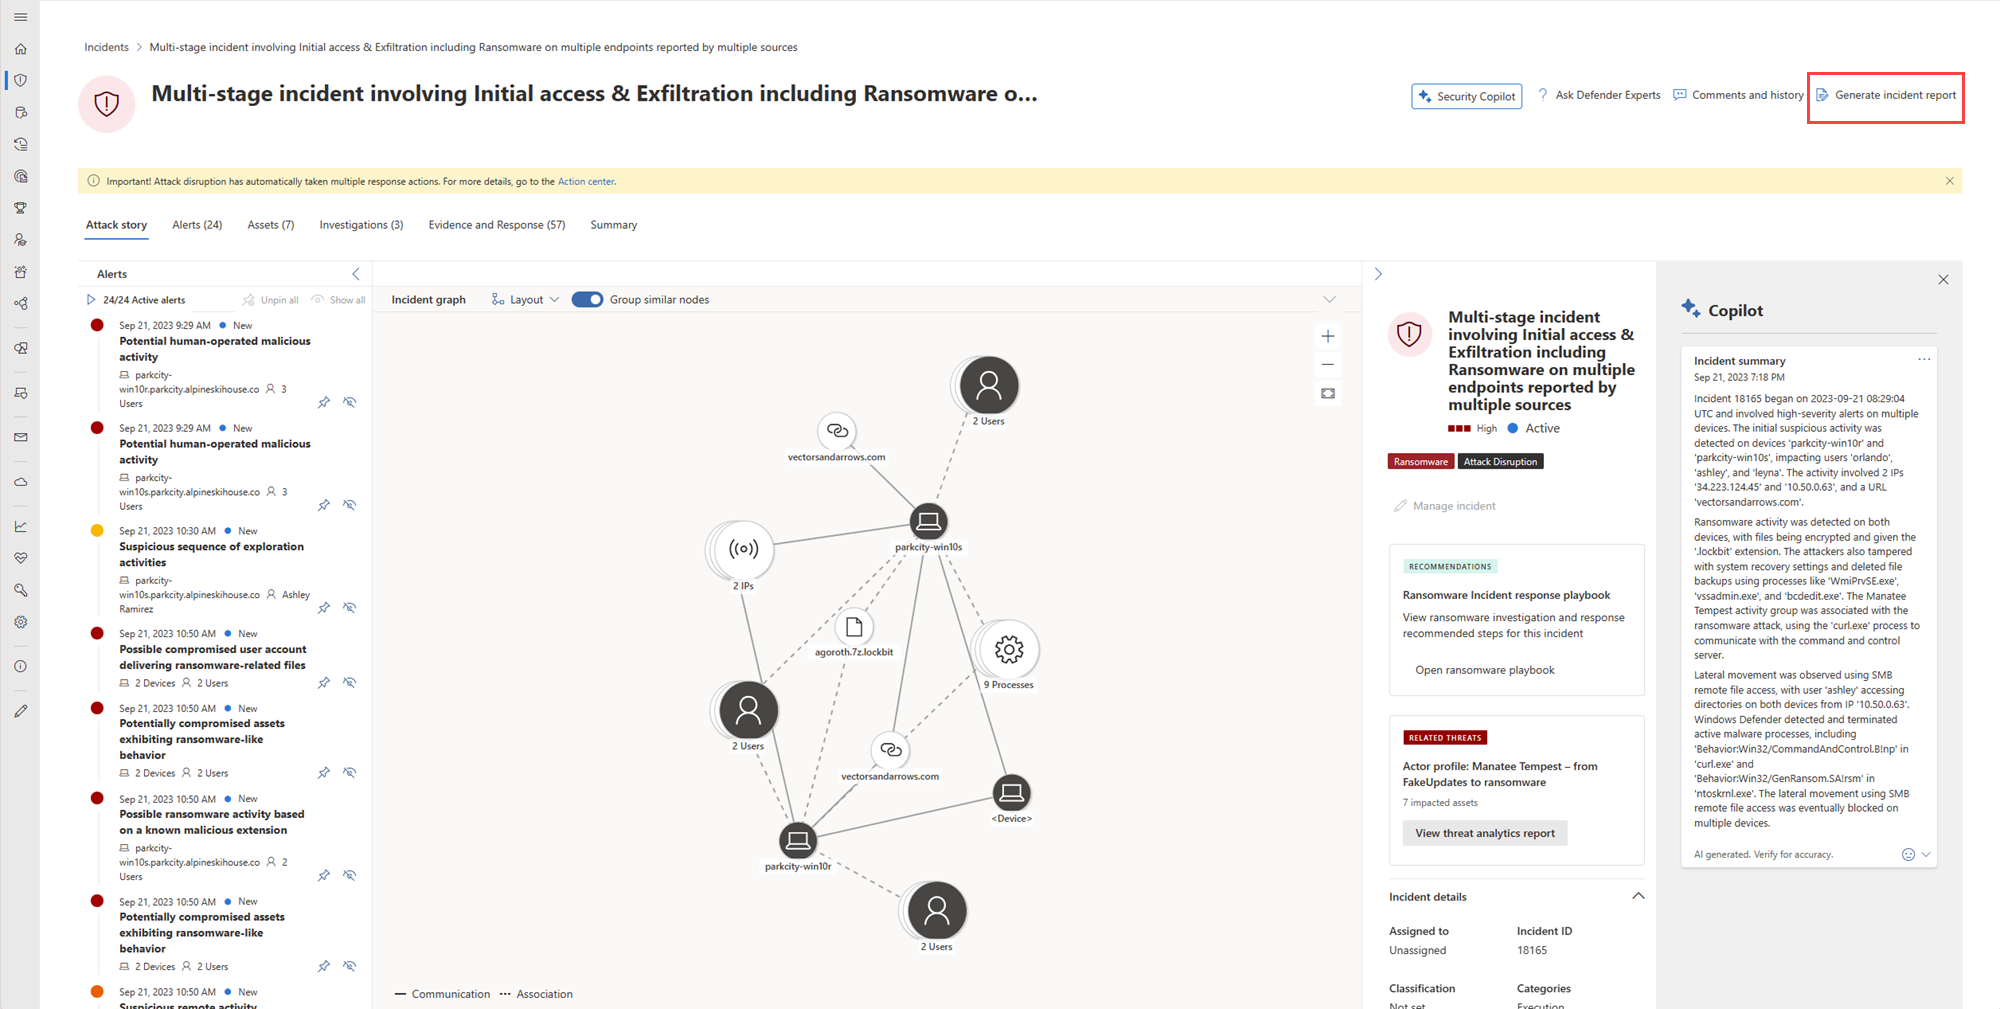 Incidents > Multi-stage incident involving Initial access & Exfiltration including Ransomware on multiple endpoints reported by multiple sources
Multi-stage incident involving Initial access & Exfiltration including Ransomware o...
Security Copilot
? Ask Defender Experts
Comments and history
Generate incident report
Important! Attack disruption has automatically taken multiple response actions. For more details, go to the Action center.
Attack story
Alerts (24)
Assets (7)
Investigations (3)
Evidence and Response (57)
Summary
Alerts
24/24 Active alerts
Unpin all
Show all
Sep 21, 2023 9:29 AM New
Potential human-operated malicious
activity
parkcity-
win10r.parkcity.alpineskihouse.co 3
Users
Sep 21, 2023 9:29 AM New
Potential human-operated malicious
activity
parkcity-
win10s.parkcity.alpineskihouse.co 3
Users
Sep 21, 2023 10:30 AM New
Suspicious sequence of exploration
activities
parkcity-
win10s.parkcity.alpineskihouse.co Ashley
Ramirez
Sep 21, 2023 10:50 AM New
Possible compromised user account
delivering ransomware-related files
2 Devices 2 Users
Sep 21, 2023 10:50 AM New
Potentially compromised assets
exhibiting ransomware-like
behavior
2 Devices 2 Users
Sep 21, 2023 10:50 AM New
Possible ransomware activity based
on a known malicious extension
parkcity-
win10s.parkcity.alpineskihouse.co 2
Users
Sep 21, 2023 10:50 AM New
Potentially compromised assets
exhibiting ransomware-like
behavior
2 Devices 2 Users
Sep 21, 2023 10:50 AM New
Suspicious remote activity
Incident graph
Layout
Group similar nodes
2 Users
vectorsandarrows.com
parkcity-win10s
2 IPs
agoroth.7z.lockbit
9 Processes
2 Users
vectorsandarrows.com
<Device>
parkcity-win10r
2 Users
Communication
Association
Multi-stage incident
involving Initial access &
Exfiltration including
Ransomware on multiple
endpoints reported by
multiple sources
High Active
Ransomware Attack Disruption
Manage incident
RECOMMENDATIONS
Ransomware Incident response playbook
View ransomware investigation and response
recommended steps for this incident
Open ransomware playbook
RELATED THREATS
Actor profile: Manatee Tempest – from
FakeUpdates to ransomware
7 impacted assets
View threat analytics report
Incident details
Assigned to
Unassigned
Incident ID
18165
Classification
Not set
Categories
Execution
Copilot
Incident summary
Sep 21, 2023 7:18 PM
Incident 18165 began on 2023-09-21 08:29:04
UTC and involved high-severity alerts on multiple
devices. The initial suspicious activity was
detected on devices 'parkcity-win10r' and
'parkcity-win10s', impacting users 'orlando',
'ashley', and 'leyna'. The activity involved 2 IPs
'34.223.124.45' and '10.50.0.63', and a URL
'vectorsandarrows.com'.
Ransomware activity was detected on both
devices, with files being encrypted and given the
'.lockbit' extension. The attackers also tampered
with system recovery settings and deleted file
backups using processes like 'WmiPrvSE.exe',
'vssadmin.exe', and 'bcdedit.exe'. The Manatee
Tempest activity group was associated with the
ransomware attack, using the 'curl.exe' process to
communicate with the command and control
server.
Lateral movement was observed using SMB
remote file access, with user 'ashley' accessing
directories on both devices from IP '10.50.0.63'.
Windows Defender detected and terminated
active malware processes, including
'Behavior:Win32/CommandAndControl.B!np' in
'curl.exe' and
'Behavior:Win32/GenRansom.SA!rsm' in
'ntoskrnl.exe'. The lateral movement using SMB
remote file access was eventually blocked on
multiple devices.
AI generated. Verify for accuracy.